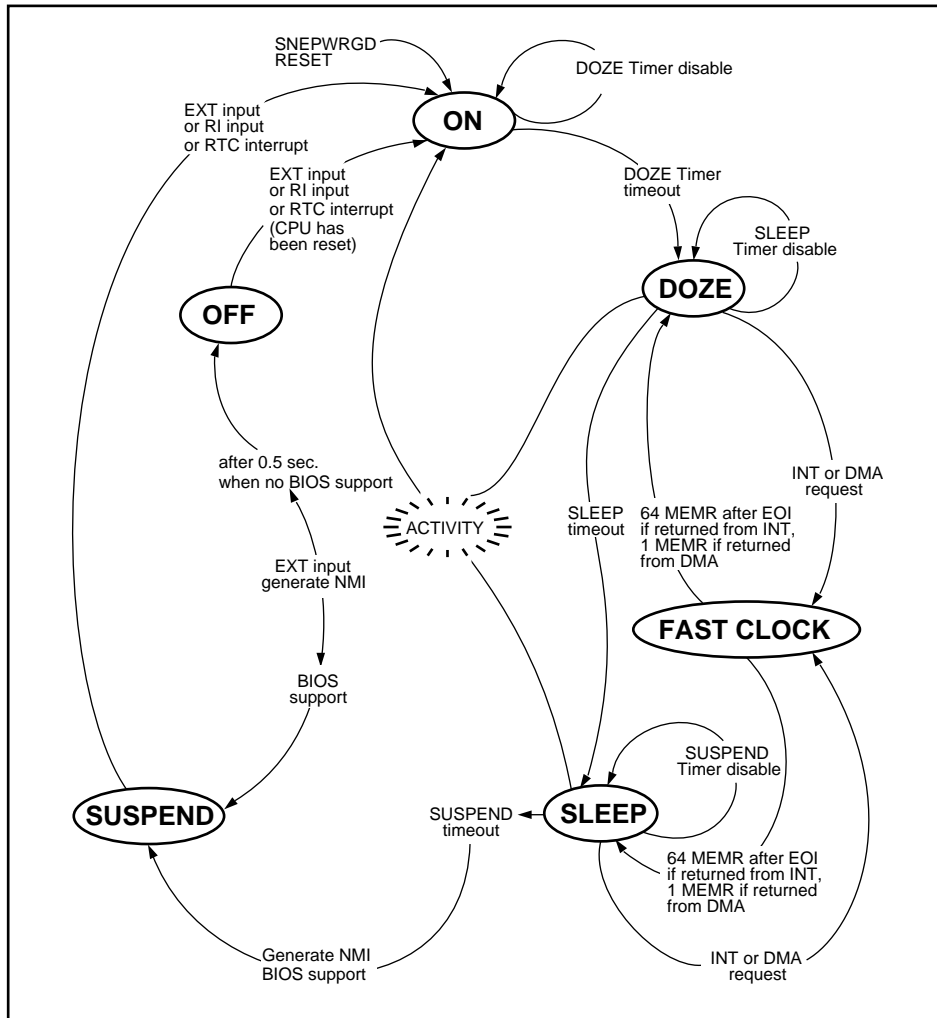 SNEPWRGD
RESET
DOZE Timer disable
EXT input
or RI input
or RTC interrupt
ON
EXT input
or RI input
or RTC interrupt
(CPU has
been reset)
DOZE Timer
timeout
SLEEP
Timer disable
DOZE
OFF
after 0.5 sec.
when no BIOS support
INT or DMA
request
64 MEMR after EOI
if returned from INT,
1 MEMR if returned
from DMA
SLEEP
timeout
ACTIVITY
EXT input
generate NMI
FAST CLOCK
BIOS
support
SUSPEND
Timer disable
SUSPEND
SUSPEND
timeout
SLEEP
64 MEMR after EOI
if returned from INT,
1 MEMR if returned
from DMA
Generate NMI
BIOS support
INT or DMA
request